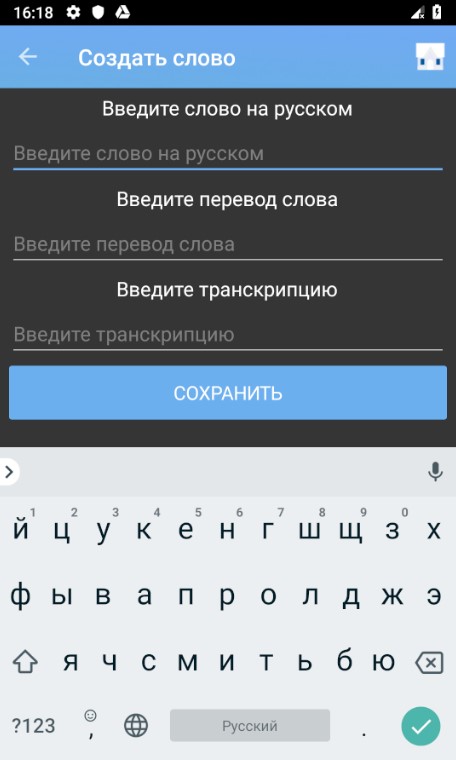 16:18
Создать слово
Введите слово на русском
Введите слово на русском
Введите перевод слова
Введите перевод слова
Введите транскрипцию
Введите транскрипцию
СОХРАНИТЬ
1 2 3 4 5 6 7 8 9 0
й ц у к е н г ш щ з х
ф ы в а п р о л д ж э
я ч с м и т ь б ю
?123 , Русский .